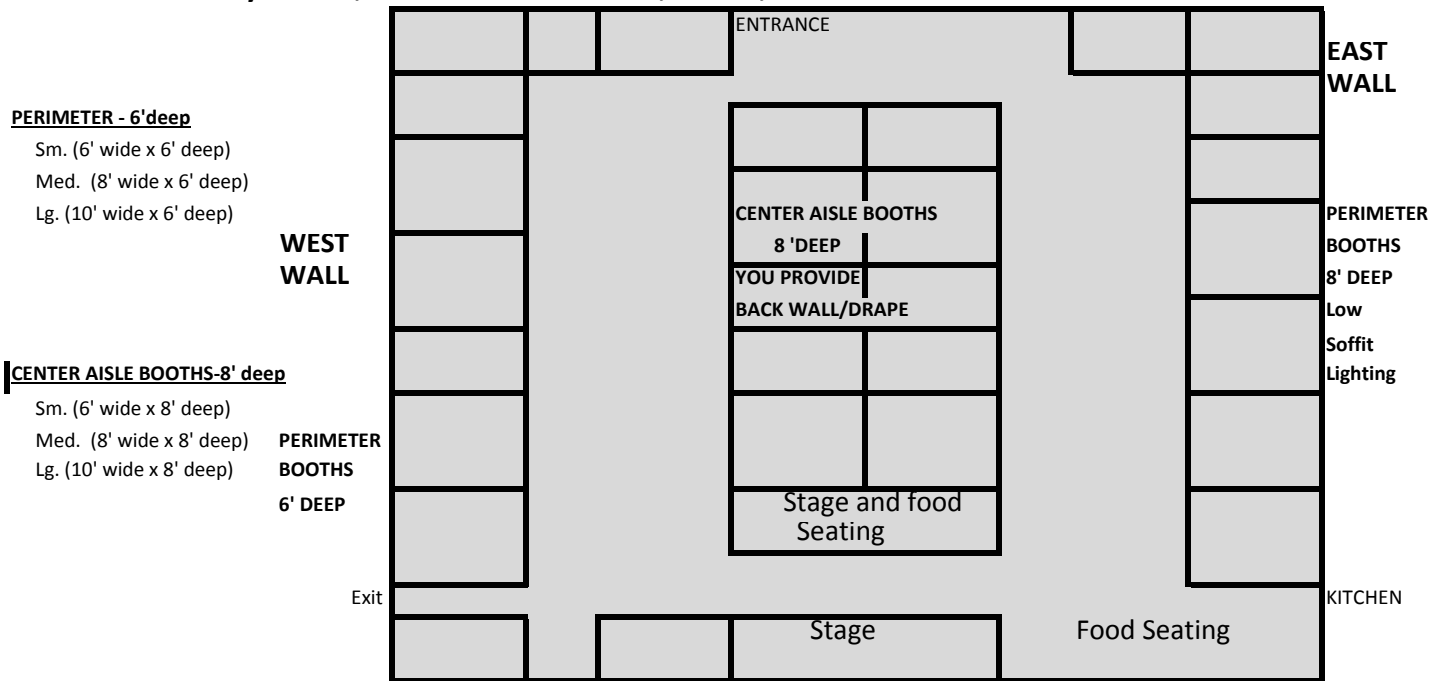 ENTRANCE
EAST
WALL
PERIMETER - 6'deep
Sm. (6' wide x 6' deep)
Med. (8' wide x 6' deep)
Lg. (10' wide x 6' deep)
WEST
WALL
CENTER AISLE BOOTHS
8 'DEEP
YOU PROVIDE
BACK WALL/DRAPE
PERIMETER
BOOTHS
8' DEEP
Low
Soffit
Lighting
CENTER AISLE BOOTHS-8' deep
Sm. (6' wide x 8' deep)
Med. (8' wide x 8' deep)
Lg. (10' wide x 8' deep)
PERIMETER
BOOTHS
6' DEEP
Stage and food
Seating
Exit
KITCHEN
Stage
Food Seating